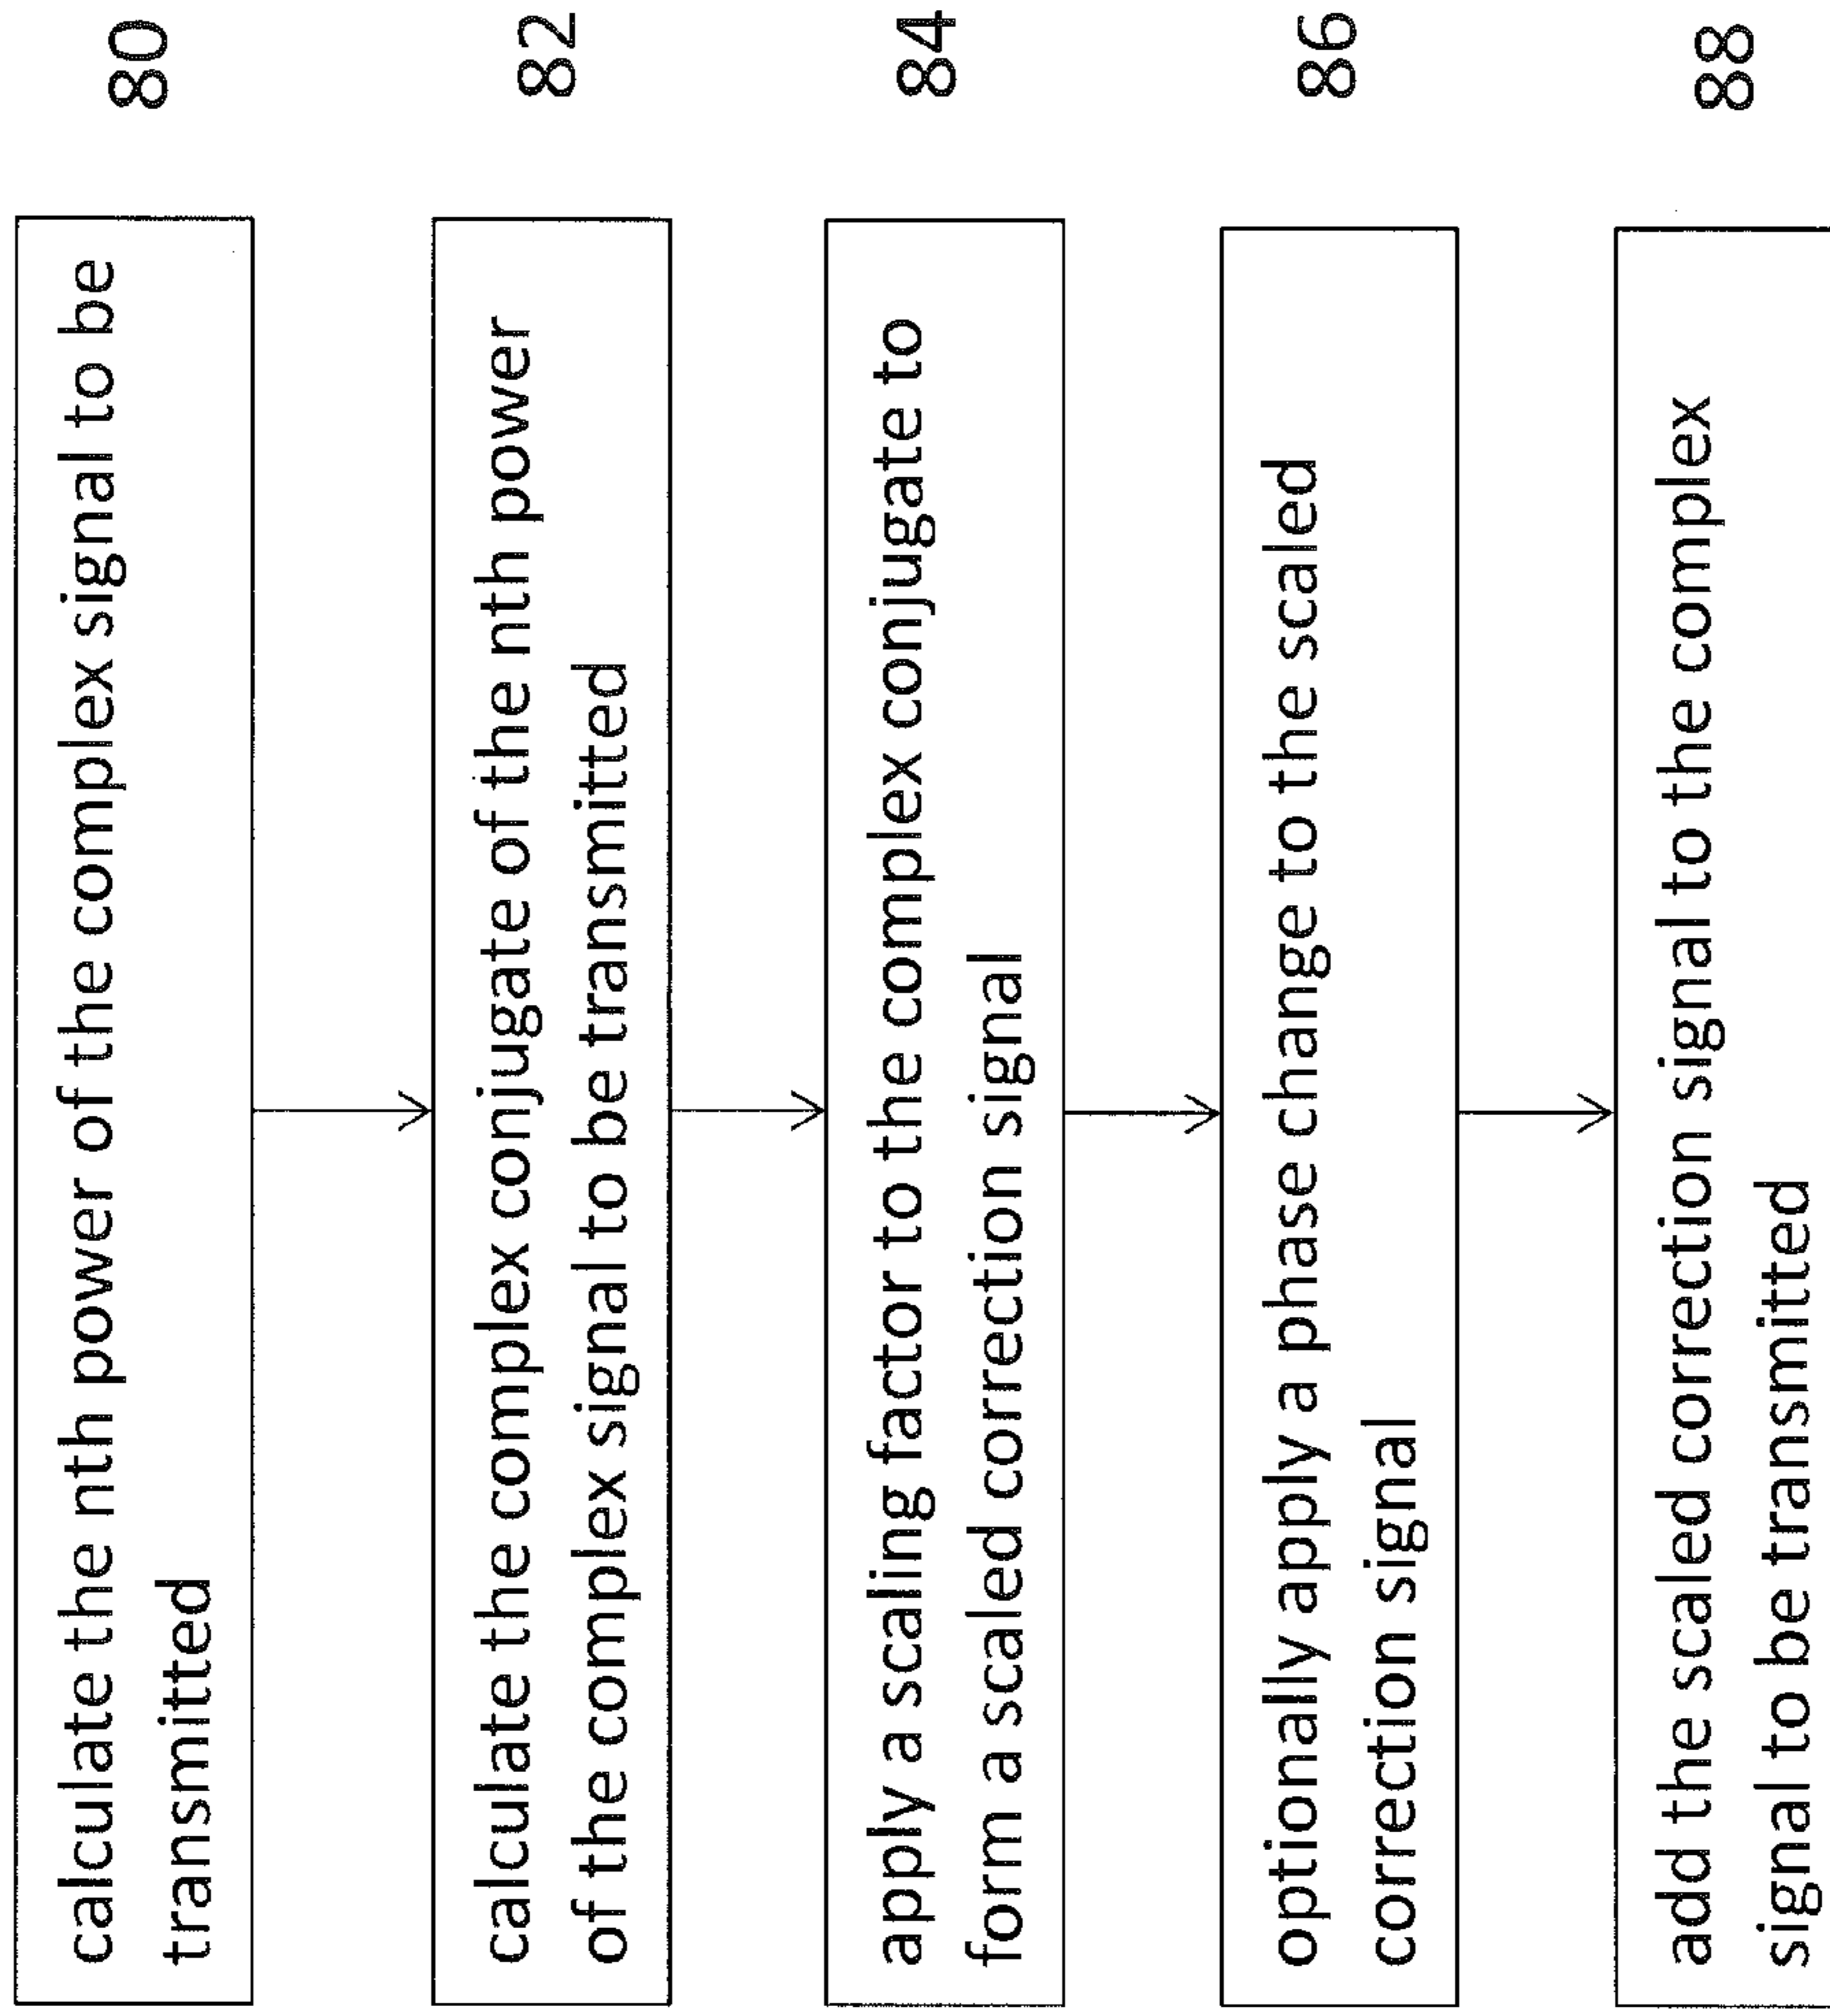 calculate the nth power of the complex signal to be
transmitted
80
calculate the complex conjugate of the nth power
of the complex signal to be transmitted
82
apply a scaling factor to the complex conjugate to
form a scaled correction signal
84
optionally apply a phase change to the scaled
correction signal
86
add the scaled correction signal to the complex
signal to be transmitted
88